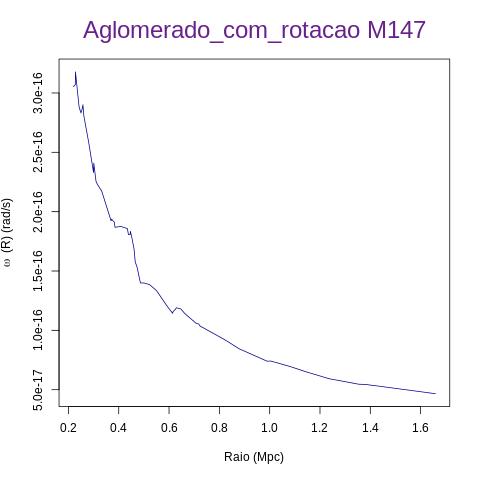 Aglomerado_com_rotacao M147
ω (R) (rad/s)
3.0e-16
2.5e-16
2.0e-16
1.5e-16
1.0e-16
5.0e-17
0.2 0.4 0.6 0.8 1.0 1.2 1.4 1.6
Raio (Mpc)